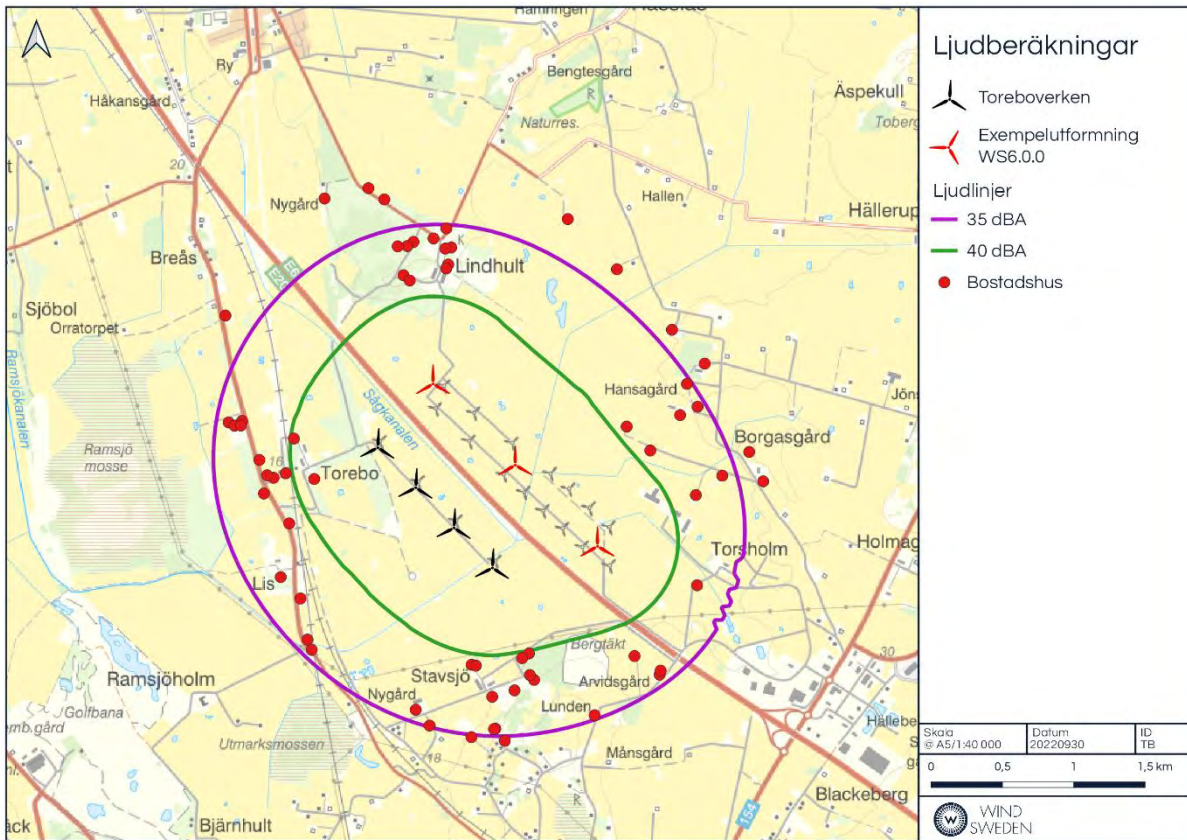 Ljudberäkningar
Toreboverken
Exempelutformning
WS6.0.0
Ljudlinjer
35 dBA
40 dBA
Bostadshus
Skala
@ A5/1:40 000
Datum
20220930
ID
TB
0 0,5 1 1,5 km
WIND
SWEDEN
Ry
Håkansgård
Bengtesgård
Äspekull
Naturres.
R
20
Nygård
Hallen
Hällerup
Breås
E6
E20
K
Lindhult
Sjöbol
Orratorpet
Ramsjökanalen
Sågkanalen
Hansagård
Ramsjö
mosse
16
Torebo
Borgasgård
Lis
Torsholm
Bergtäkt
30
Ramsjöholm
Stavsjö
Arvidsgård
Golfbana
Nygård
Lunden
Utmarksmossen
18
Månsgård
R
154
Blackeberg
Bjärnhult